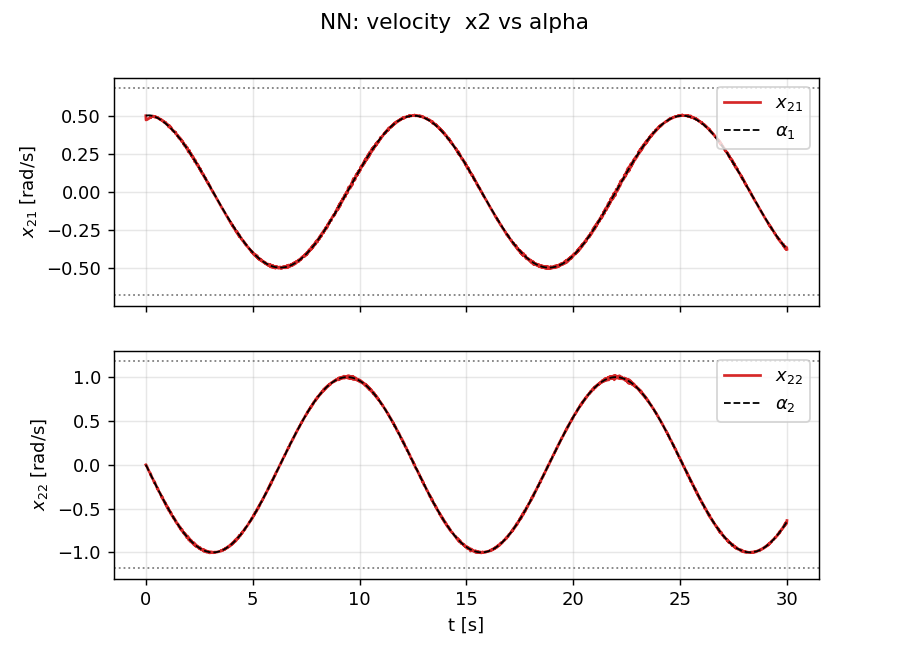 NN: velocity  x2 vs alpha
x₂₁ [rad/s]
0.50
0.25
0.00
−0.25
−0.50
x₂₁
α₁
x₂₂ [rad/s]
1.0
0.5
0.0
−0.5
−1.0
x₂₂
α₂
0 5 10 15 20 25 30
t [s]